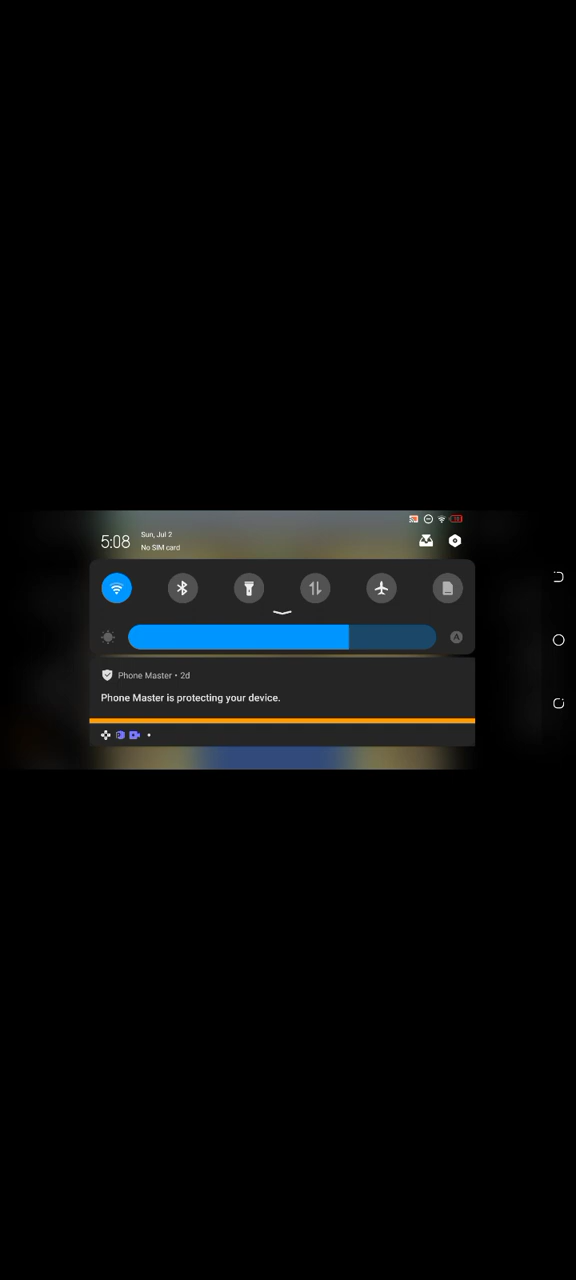 5:08
Sun, Jul 2
No SIM card
A
Phone Master • 2d
Phone Master is protecting your device.